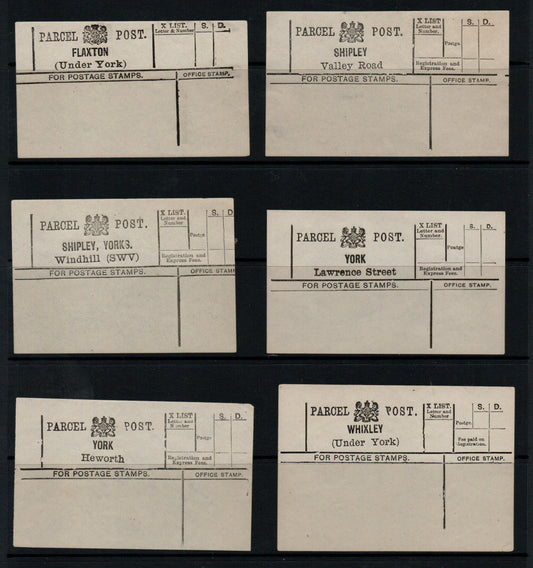 X LIST. S. D.
Letter & Number
PARCEL POST.
FLAXTON
(Under York)
FOR POSTAGE STAMPS. OFFICE STAMP.
X LIST. S. D.
Letter and
Number.
PARCEL POST.
Postge.
SHIPLEY
Valley Road
Registration and
Express Fees.
FOR POSTAGE STAMPS. OFFICE STAMP.
X LIST. S. D.
Letter and
Number.
PARCEL POST.
Postge.
SHIPLEY, YORKS.
Windhill (SWV)
Registration and
Express Fees.
FOR POSTAGE STAMPS. OFFICE STAMP.
X LIST S. D.
Letter and
Number.
PARCEL POST.
Postge
YORK
Lawrence Street
Registration and
Express Fees.
FOR POSTAGE STAMPS. OFFICE STAMP.
X LIST S. D.
Letter and
Number.
PARCEL POST.
Postge.
YORK
Heworth
Registration and
Express Fees.
FOR POSTAGE STAMPS. OFFICE STAMP.
X LIST S. D.
Letter and
Number.
PARCEL POST.
Postge.
WHIXLEY
(Under York)
Fee paid on
Registration.
FOR POSTAGE STAMPS. OFFICE STAMP.